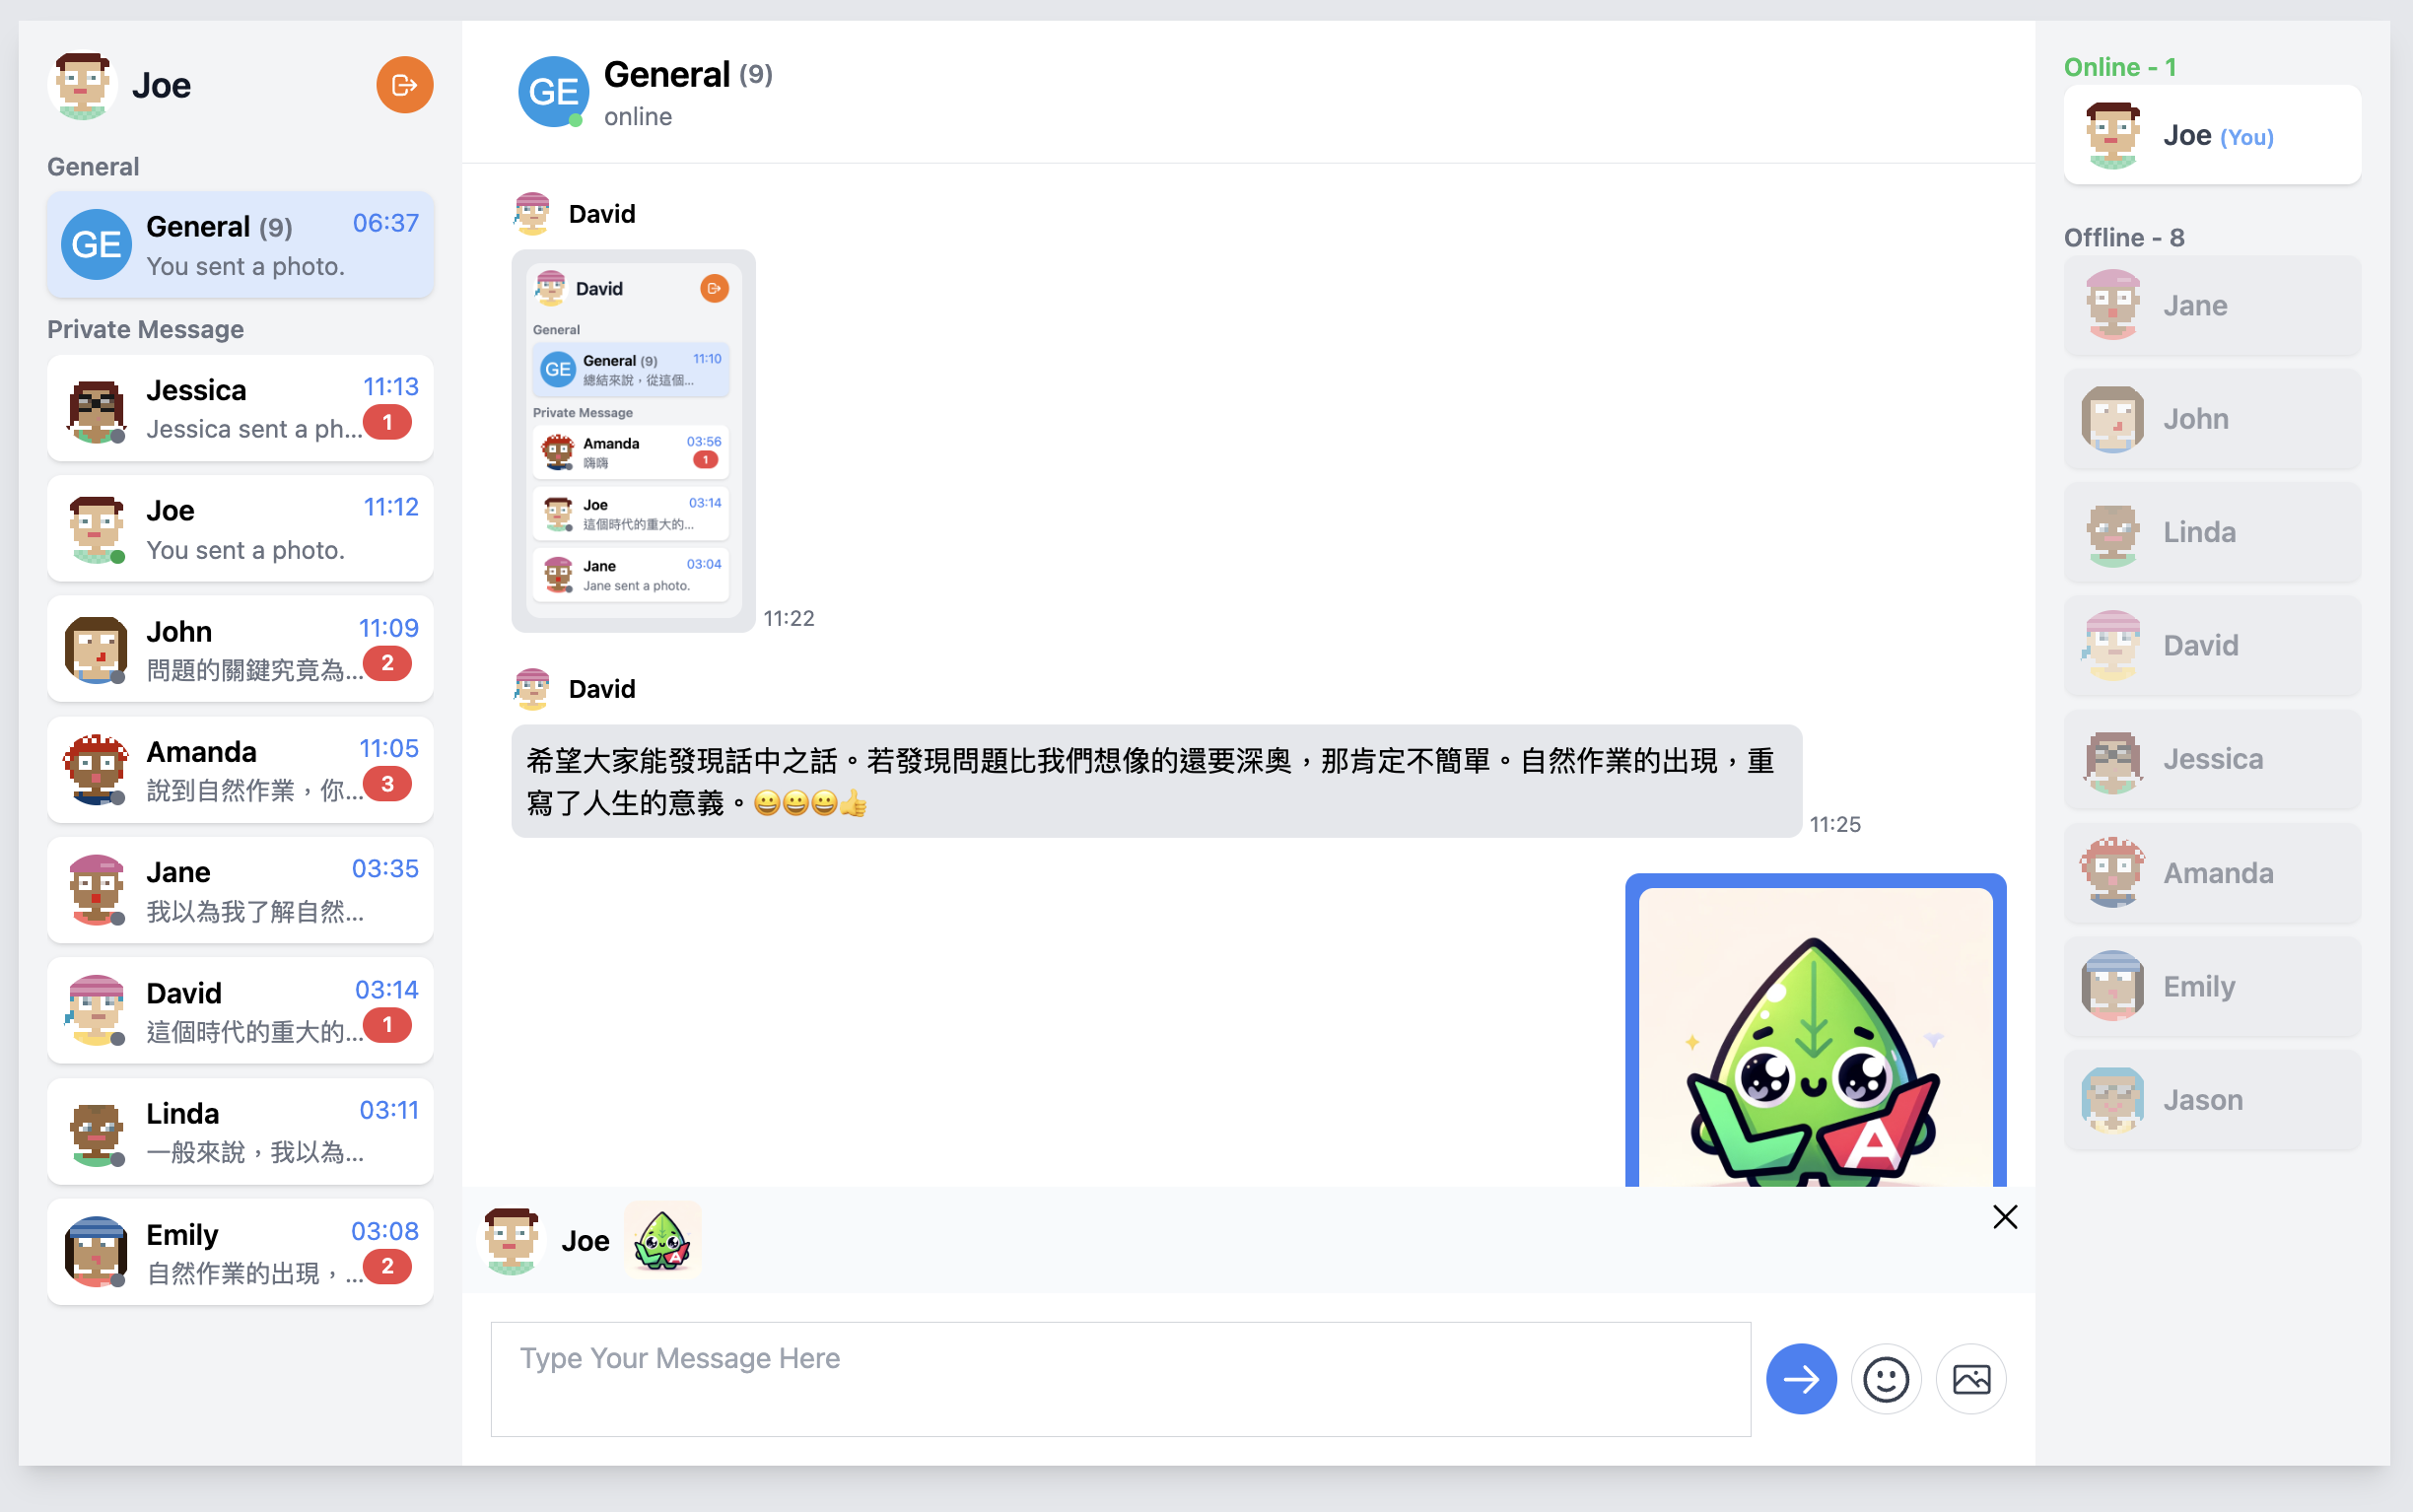 Joe
General
GE
General (9)
06:37
You sent a photo.
Private Message
Jessica
11:13
Jessica sent a ph...
1
Joe
11:12
You sent a photo.
John
11:09
問題的關鍵究竟為...
2
Amanda
11:05
說到自然作業，你...
3
Jane
03:35
我以為我了解自然...
David
03:14
這個時代的重大的...
1
Linda
03:11
一般來說，我以為...
Emily
03:08
自然作業的出現，...
2
GE
General (9)
online
David
David
General
GE
General (9)
11:10
總結來說，從這個...
Private Message
Amanda
03:56
嗨嗨
1
Joe
03:14
這個時代的重大的...
Jane
03:04
Jane sent a photo.
11:22
David
希望大家能發現話中之話。若發現問題比我們想像的還要深奧，那肯定不簡單。自然作業的出現，重
寫了人生的意義。😀😀😀👍
11:25
A
Joe
A
Type Your Message Here
Online - 1
Joe (You)
Offline - 8
Jane
John
Linda
David
Jessica
Amanda
Emily
Jason